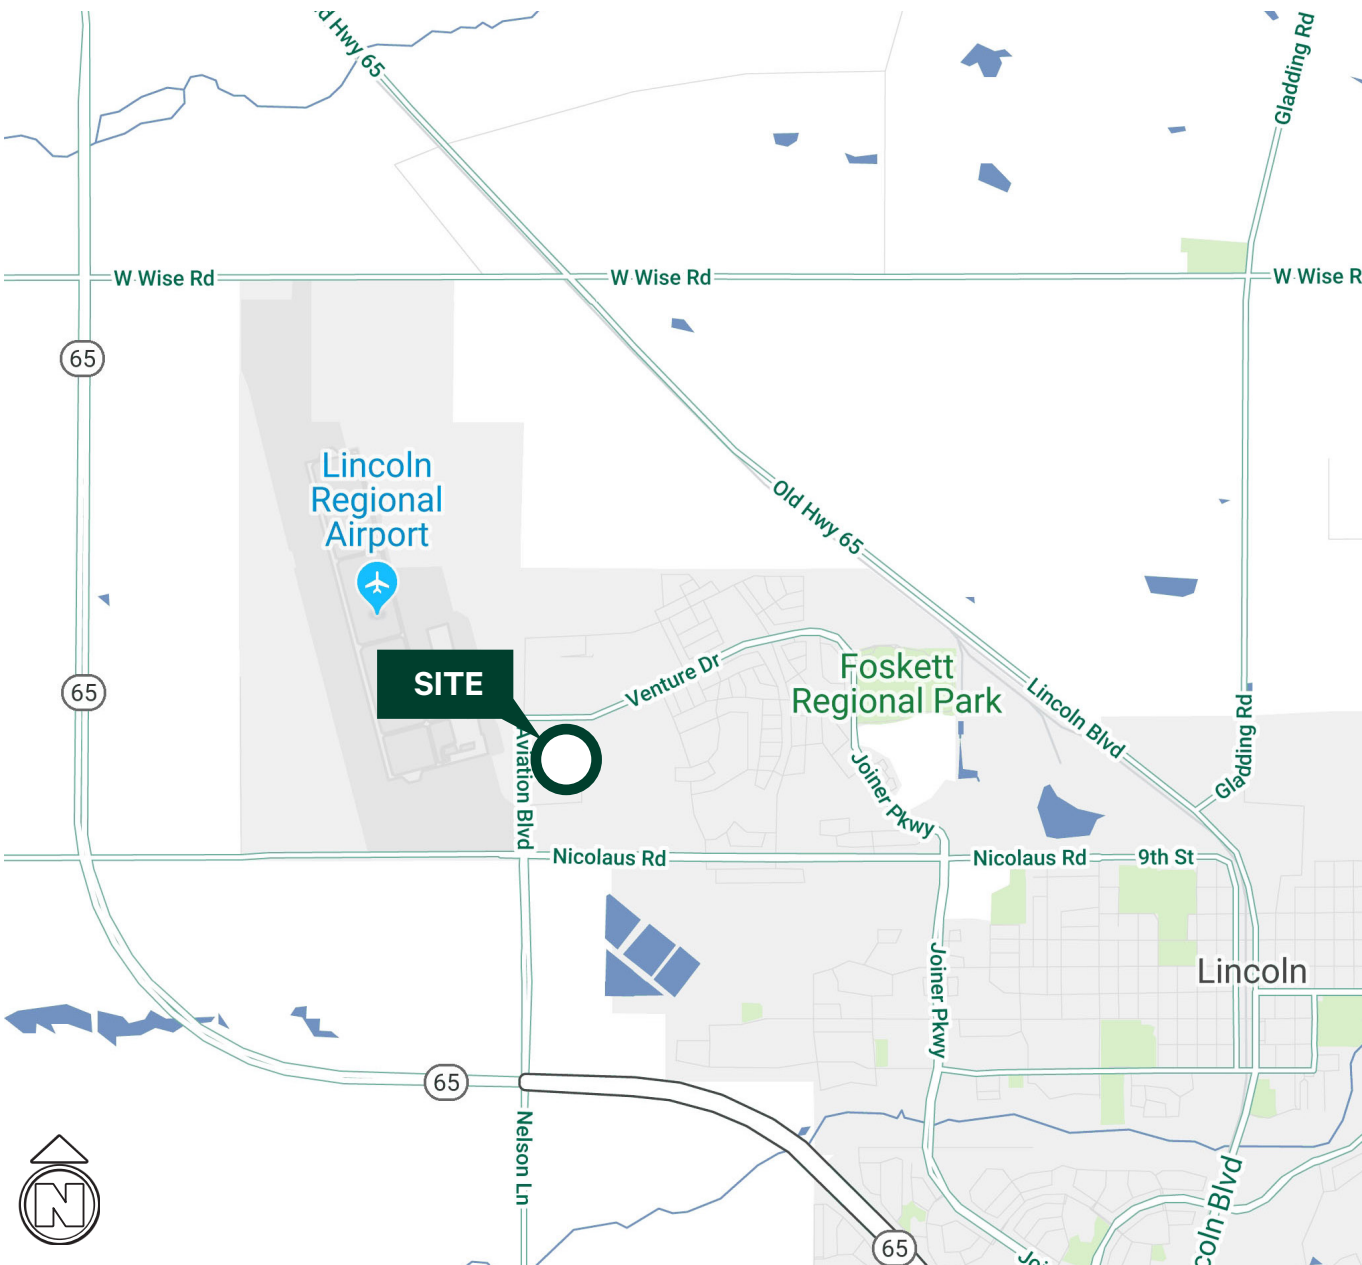 d Hwy 65
Gladding Rd
W Wise Rd
W Wise Rd
W Wise R
65
Lincoln
Regional
Airport
Old Hwy 65
65
SITE
Venture Dr
Foskett
Regional Park
Lincoln Blvd
Gladding Rd
Aviation Blvd
Joiner Pkwy
Nicolaus Rd
Nicolaus Rd
9th St
Joiner Pkwy
Lincoln
65
Nelson Ln
N
coln Blvd
65
Joi